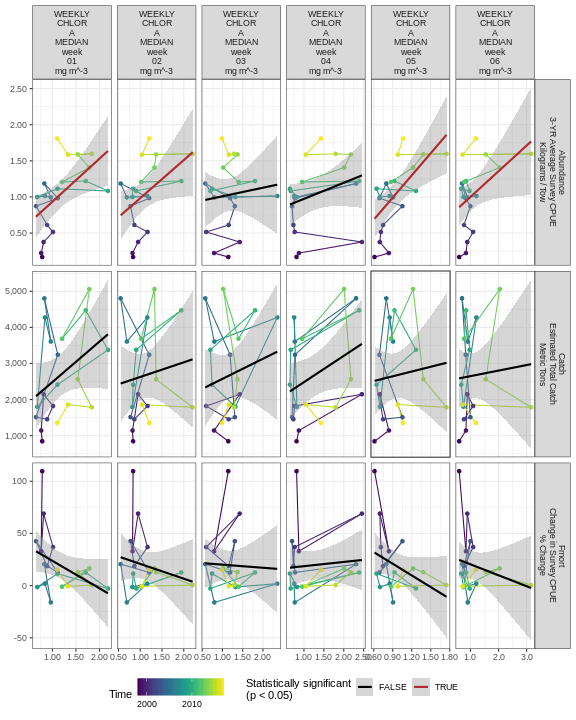 WEEKLY CHLOR A MEDIAN week 01 mg m^-3
WEEKLY CHLOR A MEDIAN week 02 mg m^-3
WEEKLY CHLOR A MEDIAN week 03 mg m^-3
WEEKLY CHLOR A MEDIAN week 04 mg m^-3
WEEKLY CHLOR A MEDIAN week 05 mg m^-3
WEEKLY CHLOR A MEDIAN week 06 mg m^-3
2.50
2.00
1.50
1.00
0.50
Abundance
3-YR Average Survey CPUE
Kilograms / Tow
5,000
4,000
3,000
2,000
1,000
Catch
Estimated Total Catch
Metric Tons
100
50
0
-50
Fmort
Change in Survey CPUE
% Change
1.00 1.50 2.00
0.50 1.00 1.50 2.00
0.50 1.00 1.50 2.00
1.00 1.50 2.00
0.90 1.20 1.50 1.80
1.0 2.0 3.0
Time
2000 2010
Statistically significant
(p < 0.05)
FALSE TRUE